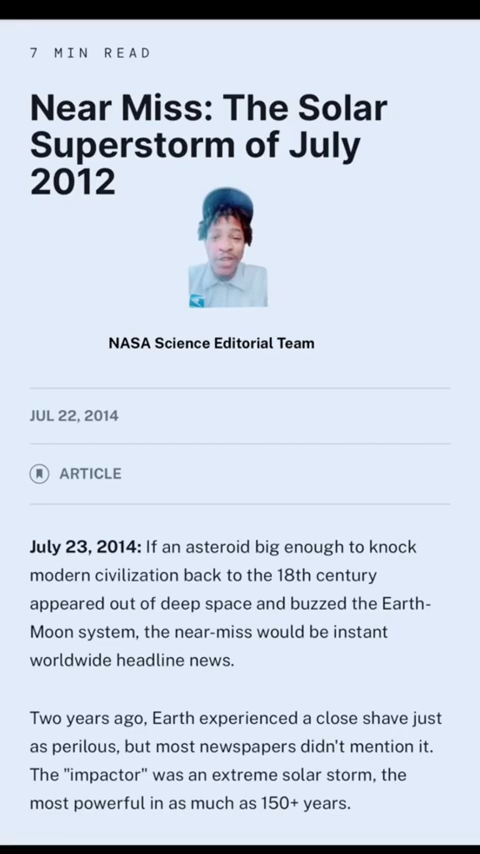 7 MIN READ
Near Miss: The Solar
Superstorm of July
2012
NASA Science Editorial Team
JUL 22, 2014
ARTICLE
July 23, 2014: If an asteroid big enough to knock
modern civilization back to the 18th century
appeared out of deep space and buzzed the Earth-
Moon system, the near-miss would be instant
worldwide headline news.
Two years ago, Earth experienced a close shave just
as perilous, but most newspapers didn't mention it.
The "impactor" was an extreme solar storm, the
most powerful in as much as 150+ years.